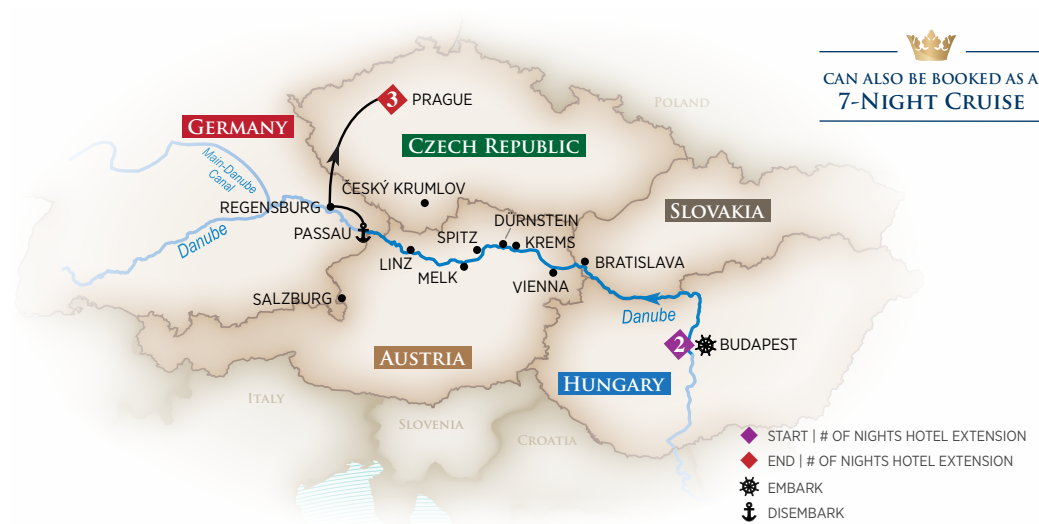 CAN ALSO BE BOOKED AS A
7-NIGHT CRUISE
POLAND
3 PRAGUE
GERMANY
CZECH REPUBLIC
Main-Danube
Canal
ČESKÝ KRUMLOV
REGENSBURG
SLOVAKIA
DÜRNSTEIN
PASSAU
SPITZ
KREMS
Danube
LINZ
BRATISLAVA
MELK
VIENNA
SALZBURG
Danube
2 BUDAPEST
AUSTRIA
HUNGARY
ITALY
SLOVENIA
CROATIA
START | # OF NIGHTS HOTEL EXTENSION
END | # OF NIGHTS HOTEL EXTENSION
EMBARK
DISEMBARK